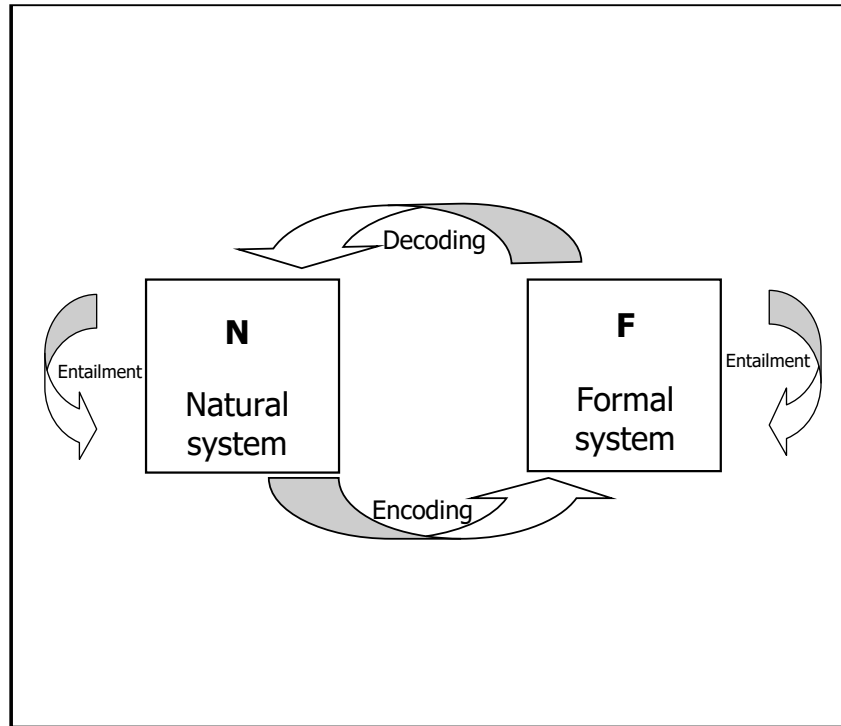 Decoding
N
Natural
system
F
Formal
system
Entailment
Entailment
Encoding